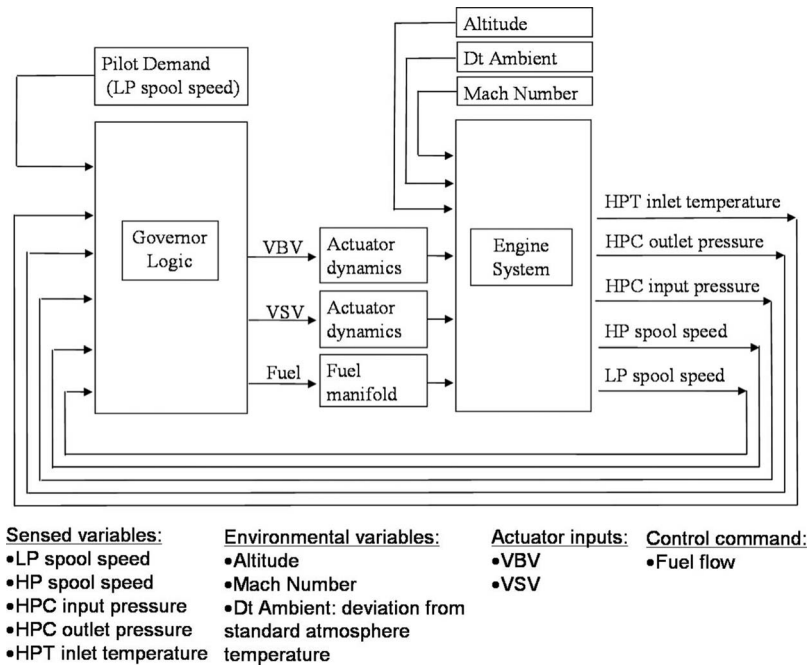 Altitude
Dt Ambient
Mach Number
Pilot Demand
(LP spool speed)
Governor
Logic
VBV
Actuator
dynamics
VSV
Actuator
dynamics
Fuel
Fuel
manifold
Engine
System
HPT inlet temperature
HPC outlet pressure
HPC input pressure
HP spool speed
LP spool speed
Sensed variables:
•LP spool speed
•HP spool speed
•HPC input pressure
•HPC outlet pressure
•HPT inlet temperature
Environmental variables:
•Altitude
•Mach Number
•Dt Ambient: deviation from
standard atmosphere
temperature
Actuator inputs:
•VBV
•VSV
Control command:
•Fuel flow